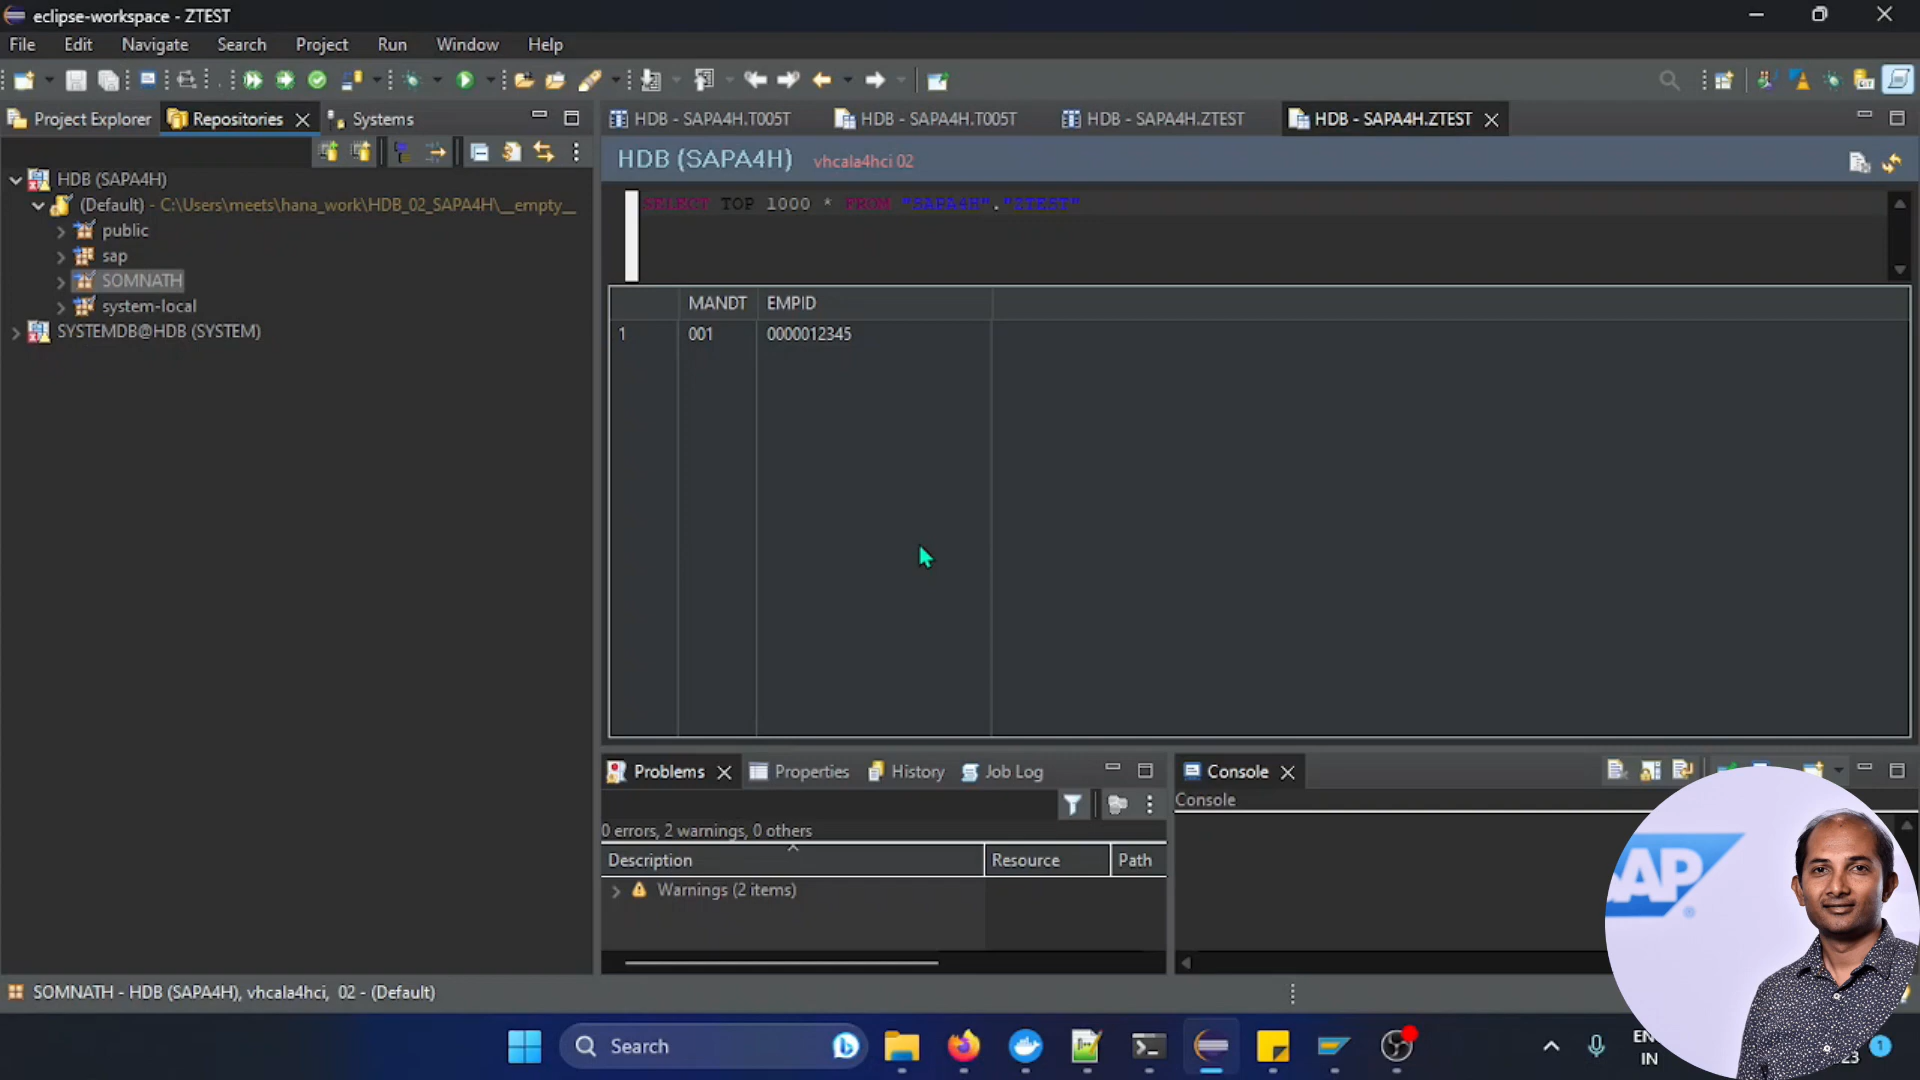 eclipse-workspace - ZTEST
File Edit Navigate Search Project Run Window Help
Project Explorer Repositories Systems
HDB - SAPA4H.T005T HDB - SAPA4H.T005T HDB - SAPA4H.ZTEST HDB - SAPA4H.ZTEST
HDB (SAPA4H) vhcala4hci 02
HDB (SAPA4H)
(Default) - C:\Users\meets\hana_work\HDB_02_SAPA4H\__empty__
public
sap
SOMNATH
system-local
SYSTEMDB@HDB (SYSTEM)
SELECT TOP 1000 * FROM "SAPA4H"."ZTEST"
MANDT EMPID
1 001 0000012345
Problems Properties History Job Log
0 errors, 2 warnings, 0 others
Description Resource Path
Warnings (2 items)
Console
Console
SAP
SOMNATH - HDB (SAPA4H), vhcala4hci, 02 - (Default)
Search
IN
23
1